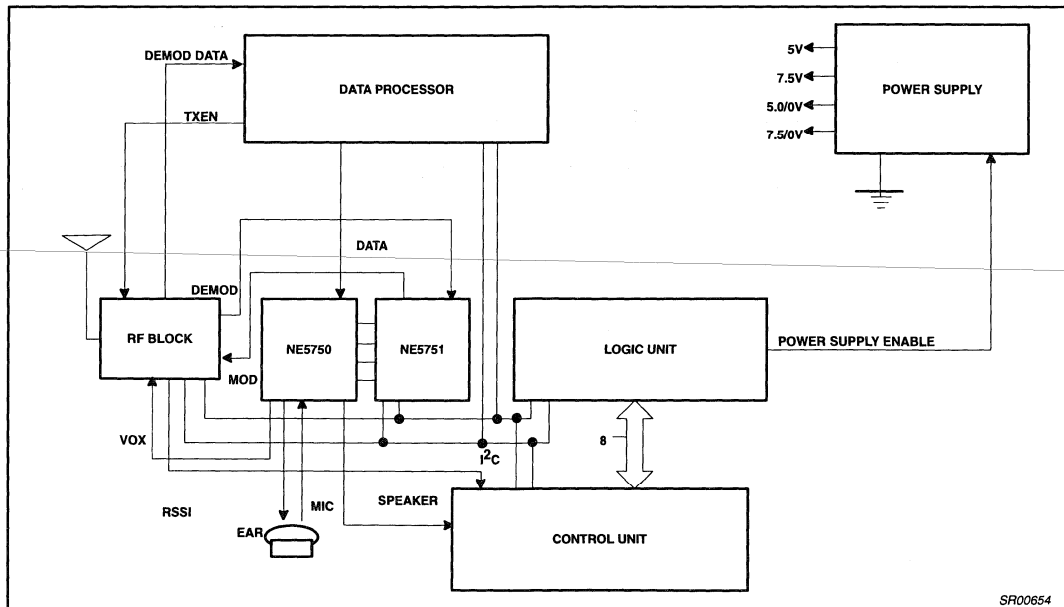 DEMOD DATA
DATA PROCESSOR
TXEN
5V
7.5V
5.0/0V
7.5/0V
POWER SUPPLY
DATA
DEMOD
RF BLOCK
NE5750
NE5751
LOGIC UNIT
POWER SUPPLY ENABLE
MOD
VOX
I²C
8
RSSI
EAR
MIC
SPEAKER
CONTROL UNIT
SR00654